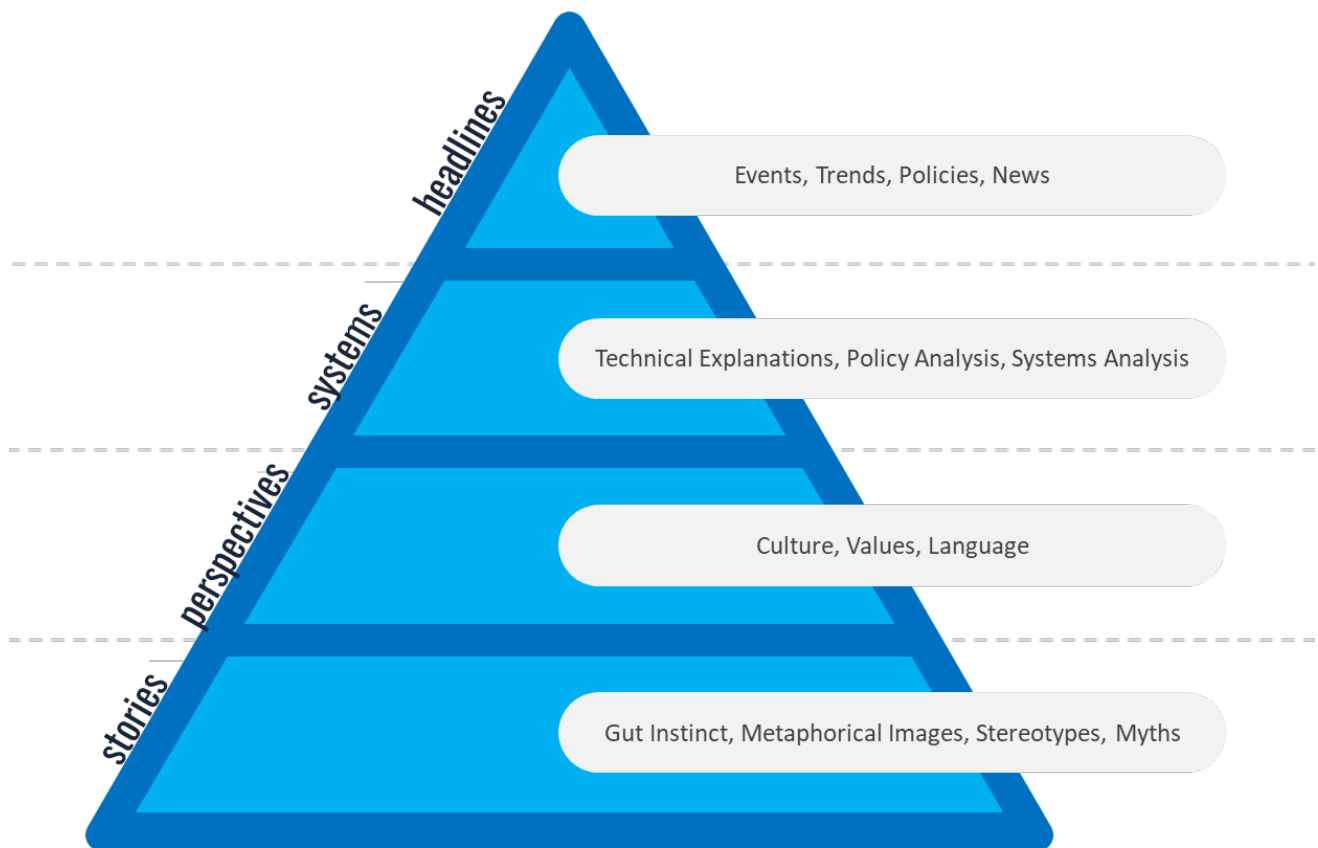 headlines
Events, Trends, Policies, News
systems
Technical Explanations, Policy Analysis, Systems Analysis
perspectives
Culture, Values, Language
stories
Gut Instinct, Metaphorical Images, Stereotypes, Myths